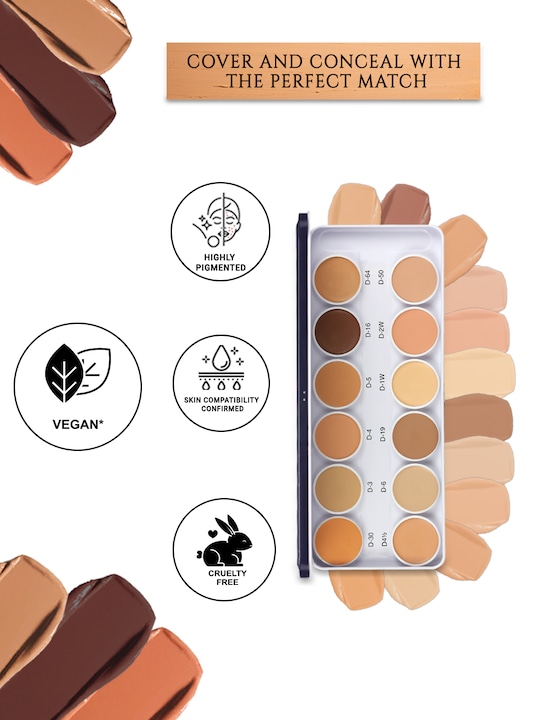 COVER AND CONCEAL WITH
THE PERFECT MATCH
HIGHLY
PIGMENTED
VEGAN*
SKIN COMPATIBILITY
CONFIRMED
CRUELTY
FREE
D-64 D-50
D-16 D-2W
D-5 D-1W
D-4 D-19
D-3 D-6
D-30 D4½